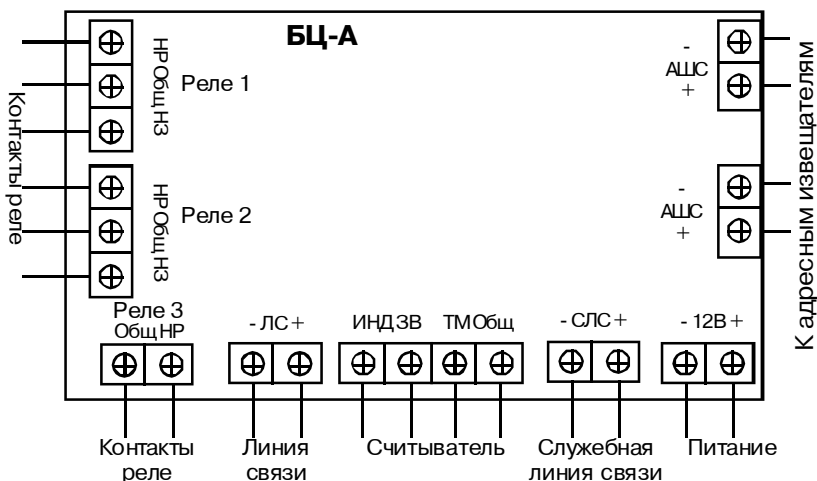 БЦ-А
НР Общ НЗ
Реле 1
Контакты реле
НР Общ НЗ
Реле 2
-
АШС
+
-
АШС
+
К адресным извещателям
Реле 3
Общ НР
- ЛС +
ИНД ЗВ
ТМ Общ
- СЛС +
- 12В +
Контакты
реле
Линия
связи
Считыватель
Служебная
линия связи
Питание